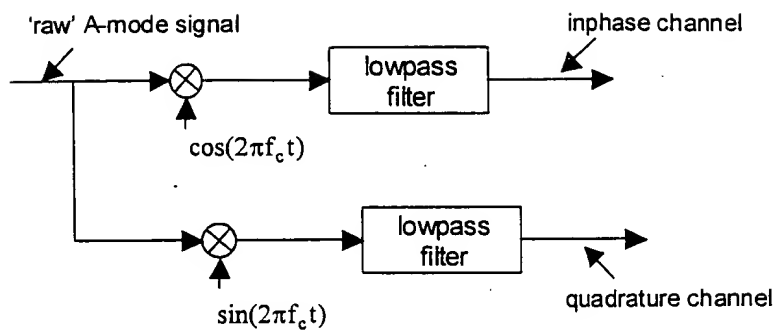 'raw' A-mode signal
inphase channel
lowpass
filter
cos(2πf_ct)
lowpass
filter
quadrature channel
sin(2πf_ct)